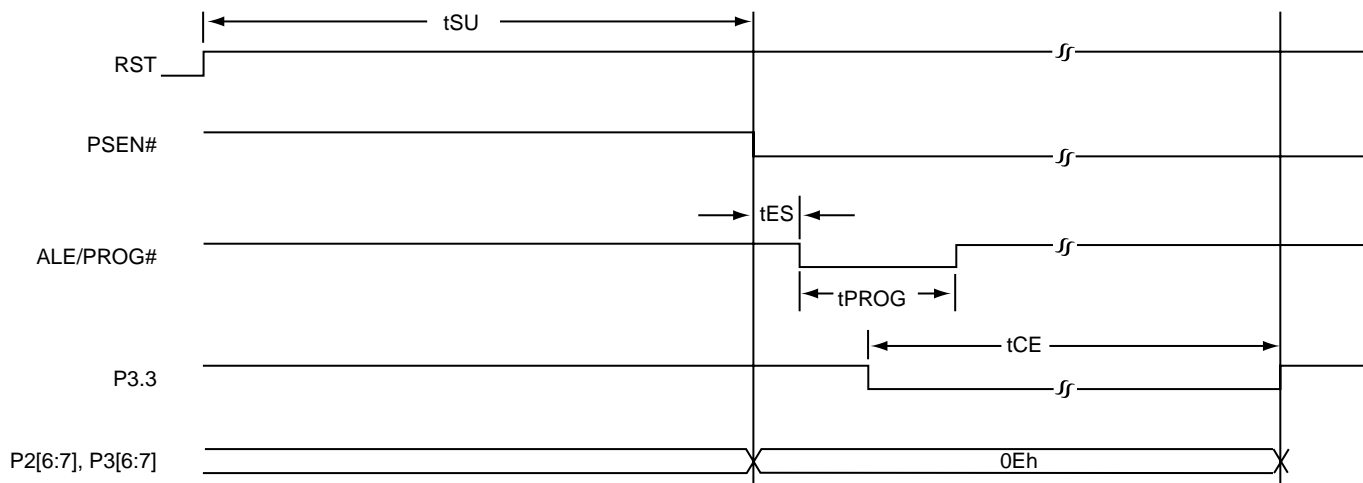 tSU
RST
PSEN#
tES
ALE/PROG#
tPROG
tCE
P3.3
P2[6:7], P3[6:7]
0Eh